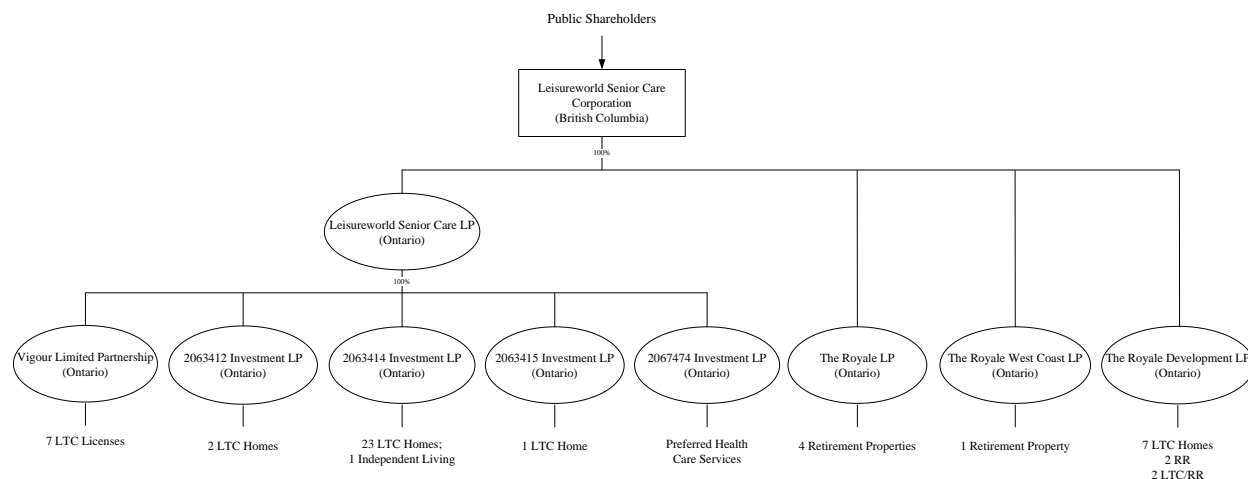 Public Shareholders
Leisureworld Senior Care
Corporation
(British Columbia)
100%
Leisureworld Senior Care LP
(Ontario)
100%
Vigour Limited Partnership
(Ontario)
2063412 Investment LP
(Ontario)
2063414 Investment LP
(Ontario)
2063415 Investment LP
(Ontario)
2067474 Investment LP
(Ontario)
The Royale LP
(Ontario)
The Royale West Coast LP
(Ontario)
The Royale Development LP
(Ontario)
7 LTC Licenses
2 LTC Homes
23 LTC Homes;
1 Independent Living
1 LTC Home
Preferred Health
Care Services
4 Retirement Properties
1 Retirement Property
7 LTC Homes
2 RR
2 LTC/RR